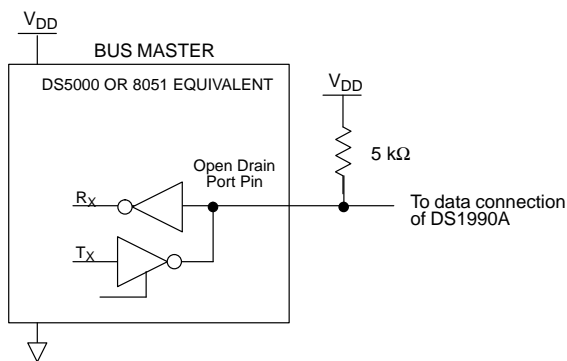 VDD
BUS MASTER
DS5000 OR 8051 EQUIVALENT
VDD
5 kΩ
Open Drain
Port Pin
RX
To data connection
of DS1990A
TX